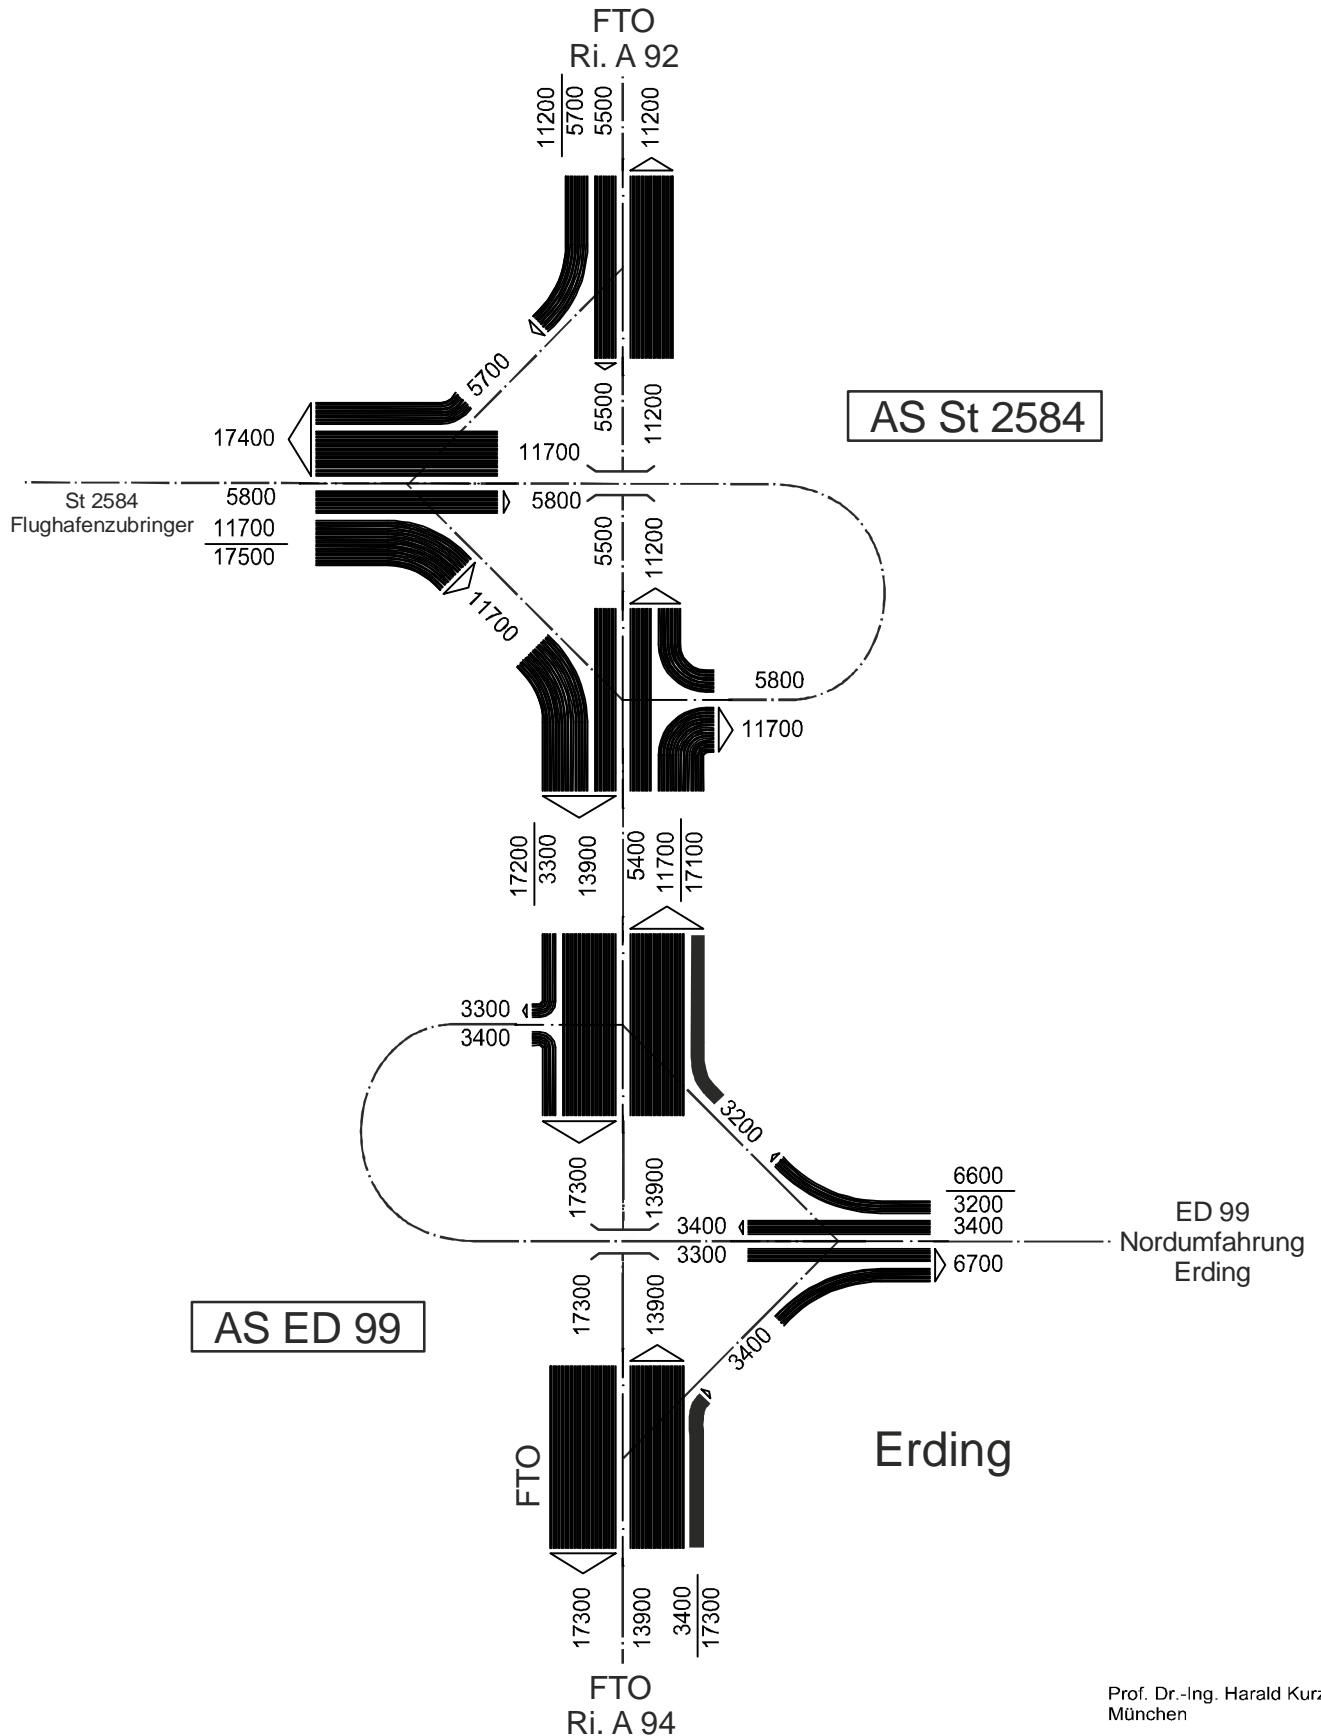 FTO
Ri. A 92
11200
5700
5500
11200
5700
5500
11200
AS St 2584
17400
11700
St 2584
Flughafenzubringer
5800
5800
11700
17500
5500
11200
11700
5800
11700
17200
3300
13900
5400
11700
17100
3300
3400
3200
17300
13900
6600
3200
3400
3400
3300
6700
ED 99
Nordumfahrung
Erding
17300
13900
AS ED 99
3400
FTO
Erding
17300
13900
3400
17300
FTO
Ri. A 94
Prof. Dr.-Ing. Harald Kurz
München